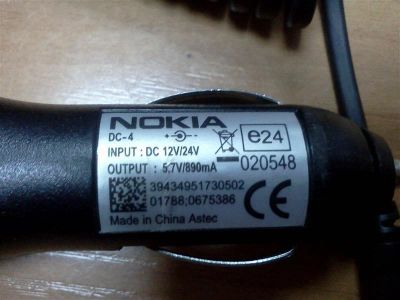 NOKIA
DC-4
e24
INPUT : DC 12V/24V
OUTPUT : 5.7V/890mA
020548
39434951730502
01788;0675386
Made in China Astec
CE